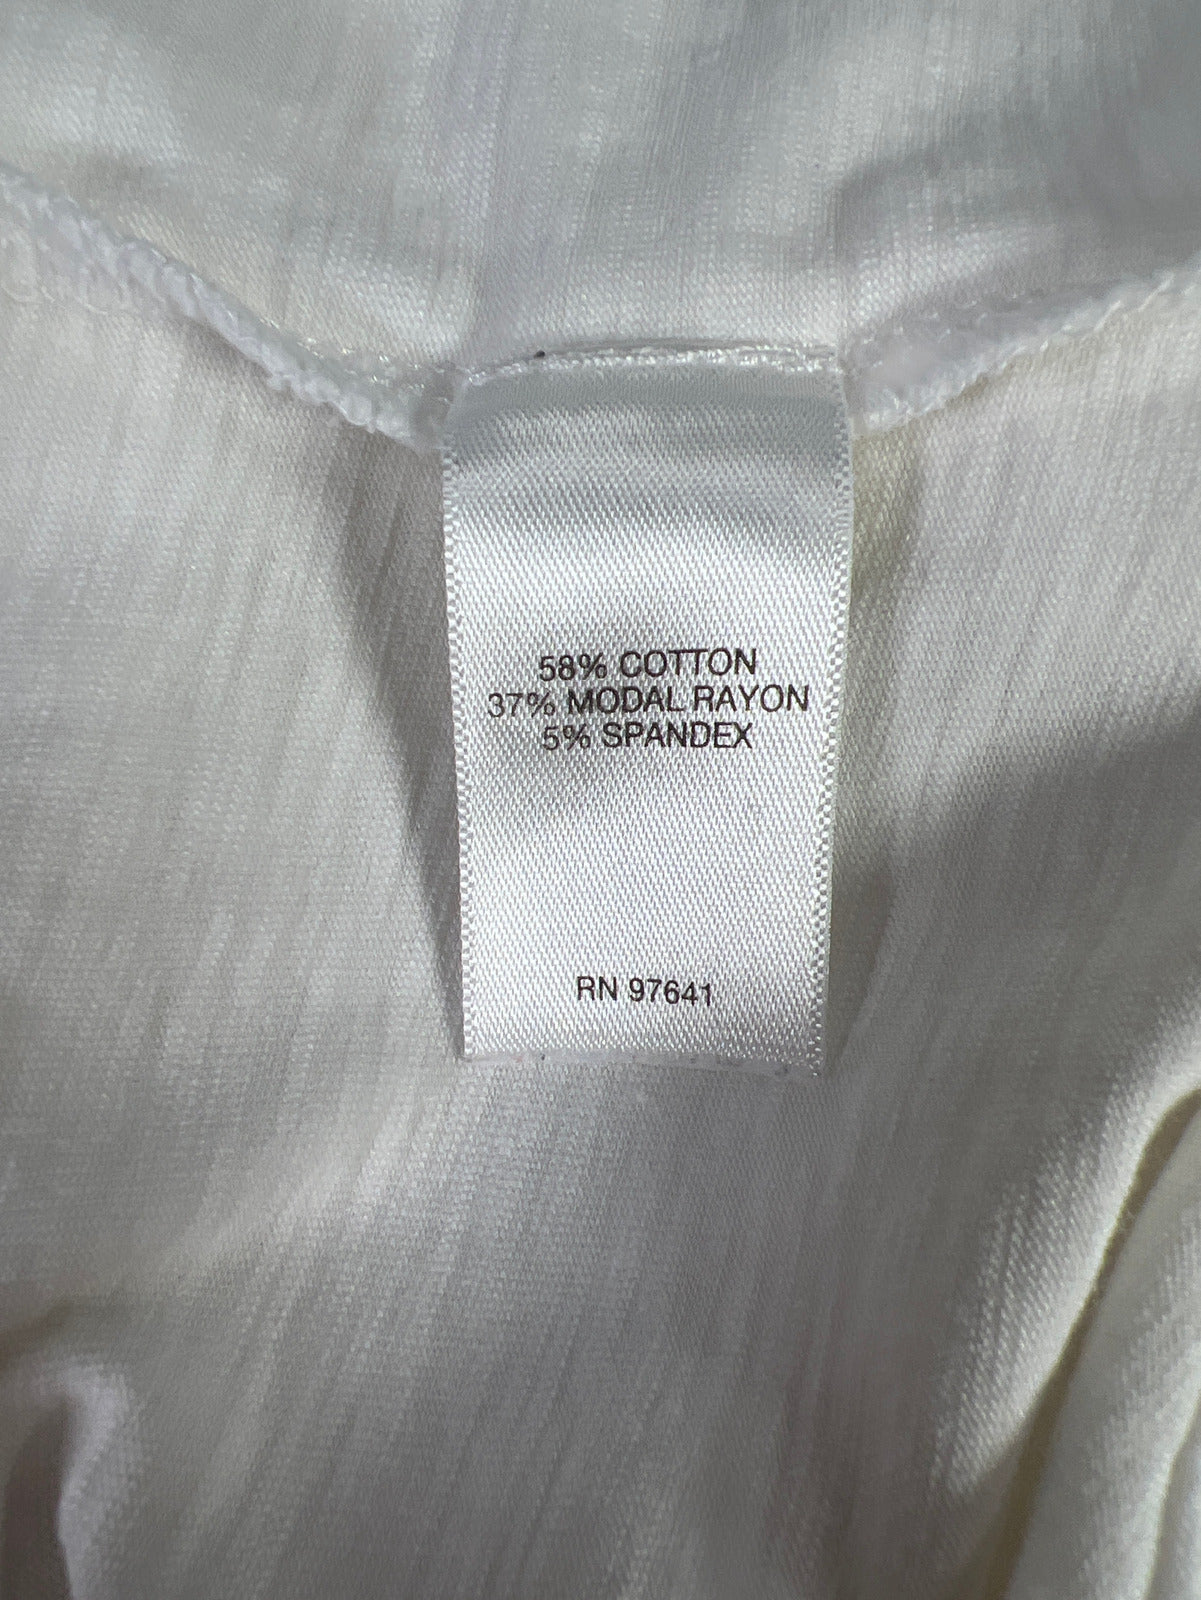 58% COTTON
37% MODAL RAYON
5% SPANDEX
RN 97641